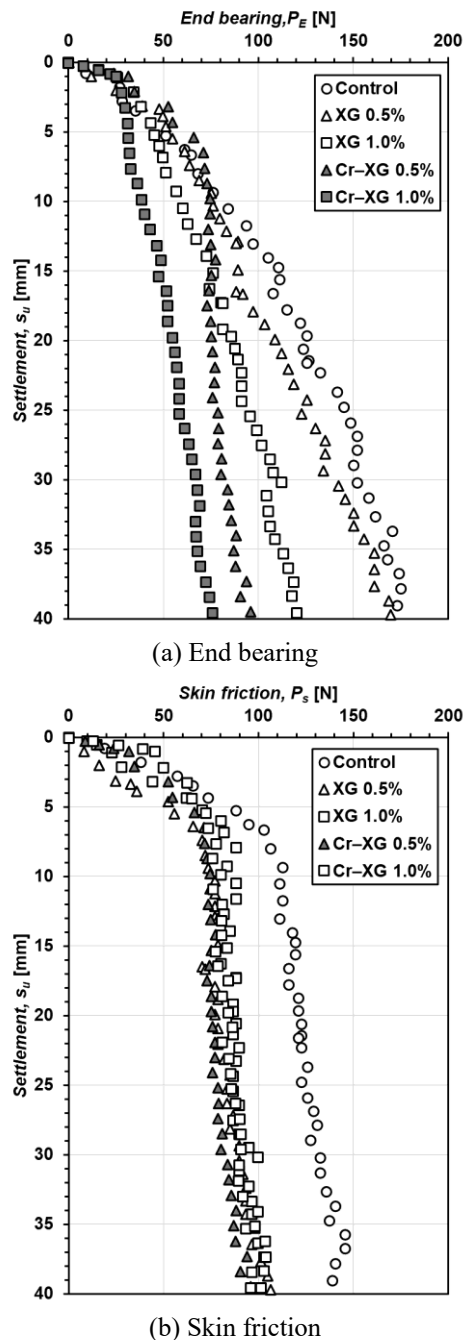 End bearing,P_E [N]
0 50 100 150 200
0
5
10
15
20
25
30
35
40
Settlement, s_u [mm]
Control
XG 0.5%
XG 1.0%
Cr–XG 0.5%
Cr–XG 1.0%
(a) End bearing
Skin friction, P_s [N]
0 50 100 150 200
0
5
10
15
20
25
30
35
40
Settlement, s_u [mm]
Control
XG 0.5%
XG 1.0%
Cr–XG 0.5%
Cr–XG 1.0%
(b) Skin friction